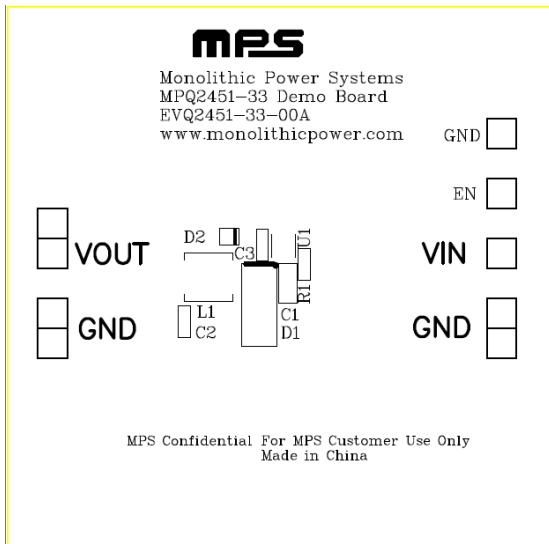 mps
Monolithic Power Systems
MPQ2451-33 Demo Board
EVQ2451-33-00A
www.monolithicpower.com
GND
EN
D2
C3
U1
VOUT
VIN
R1
L1
C1
GND
C2
D1
GND
MPS Confidential For MPS Customer Use Only
Made in China